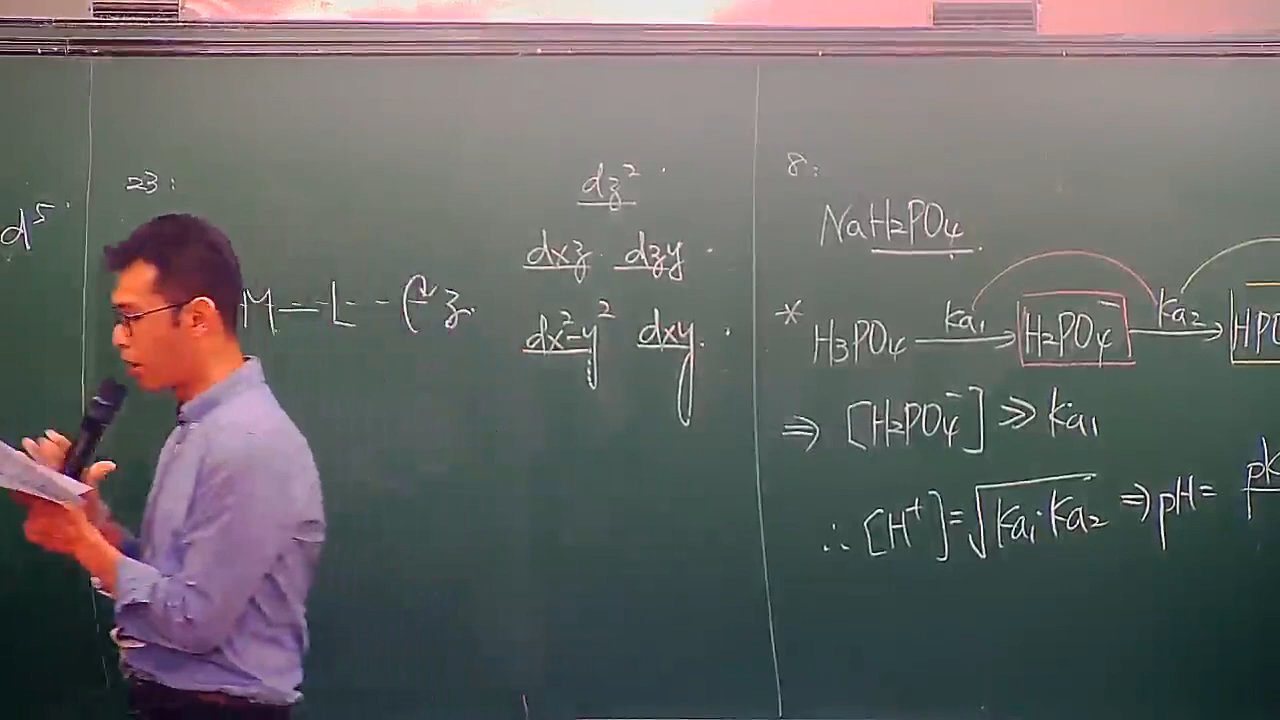 d⁵
23:
M—L--
z
dz²
dxz dzy
dx²-y² dxy
8:
NaH₂PO₄
* H₃PO₄ —Ka₁→ H₂PO₄⁻ —Ka₂→
⇒ [H₂PO₄⁻] ≫ Ka₁
∴ [H⁺] = √Ka₁·Ka₂ ⇒ pH =